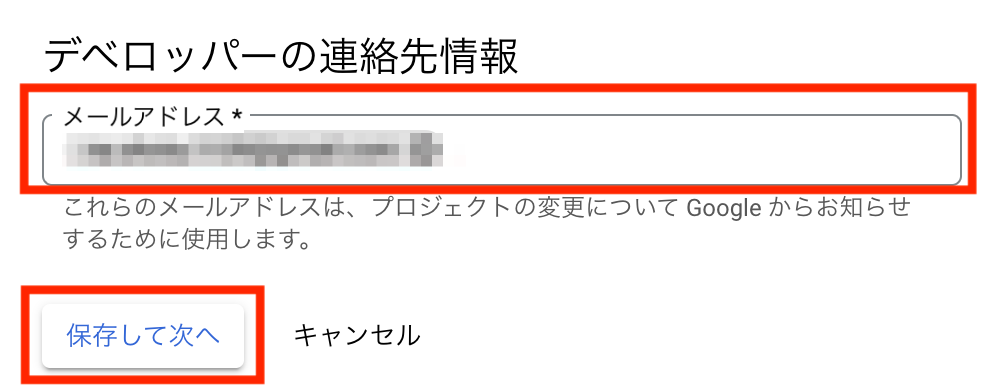 デベロッパーの連絡先情報
メールアドレス *
これらのメールアドレスは、プロジェクトの変更について Google からお知らせ
するために使用します。
保存して次へ
キャンセル